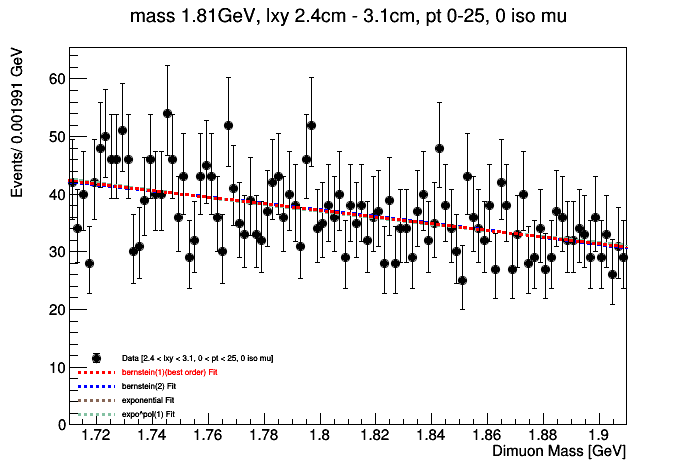 mass 1.81GeV, lxy 2.4cm - 3.1cm, pt 0-25, 0 iso mu
Events/ 0.001991 GeV
60
50
40
30
20
10
0
Data [2.4 < lxy < 3.1, 0 < pt < 25, 0 iso mu]
bernstein(1)(best order) Fit
bernstein(2) Fit
exponential Fit
expo*pol(1) Fit
1.72 1.74 1.76 1.78 1.8 1.82 1.84 1.86 1.88 1.9
Dimuon Mass [GeV]